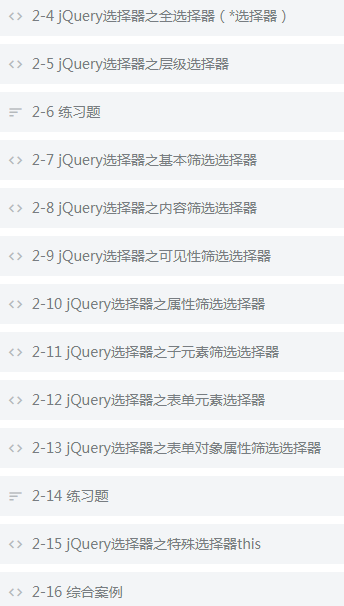 2-4 jQuery选择器之全选择器（*选择器）
2-5 jQuery选择器之层级选择器
2-6 练习题
2-7 jQuery选择器之基本筛选选择器
2-8 jQuery选择器之内容筛选选择器
2-9 jQuery选择器之可见性筛选选择器
2-10 jQuery选择器之属性筛选选择器
2-11 jQuery选择器之子元素筛选选择器
2-12 jQuery选择器之表单元素选择器
2-13 jQuery选择器之表单对象属性筛选选择器
2-14 练习题
2-15 jQuery选择器之特殊选择器this
2-16 综合案例